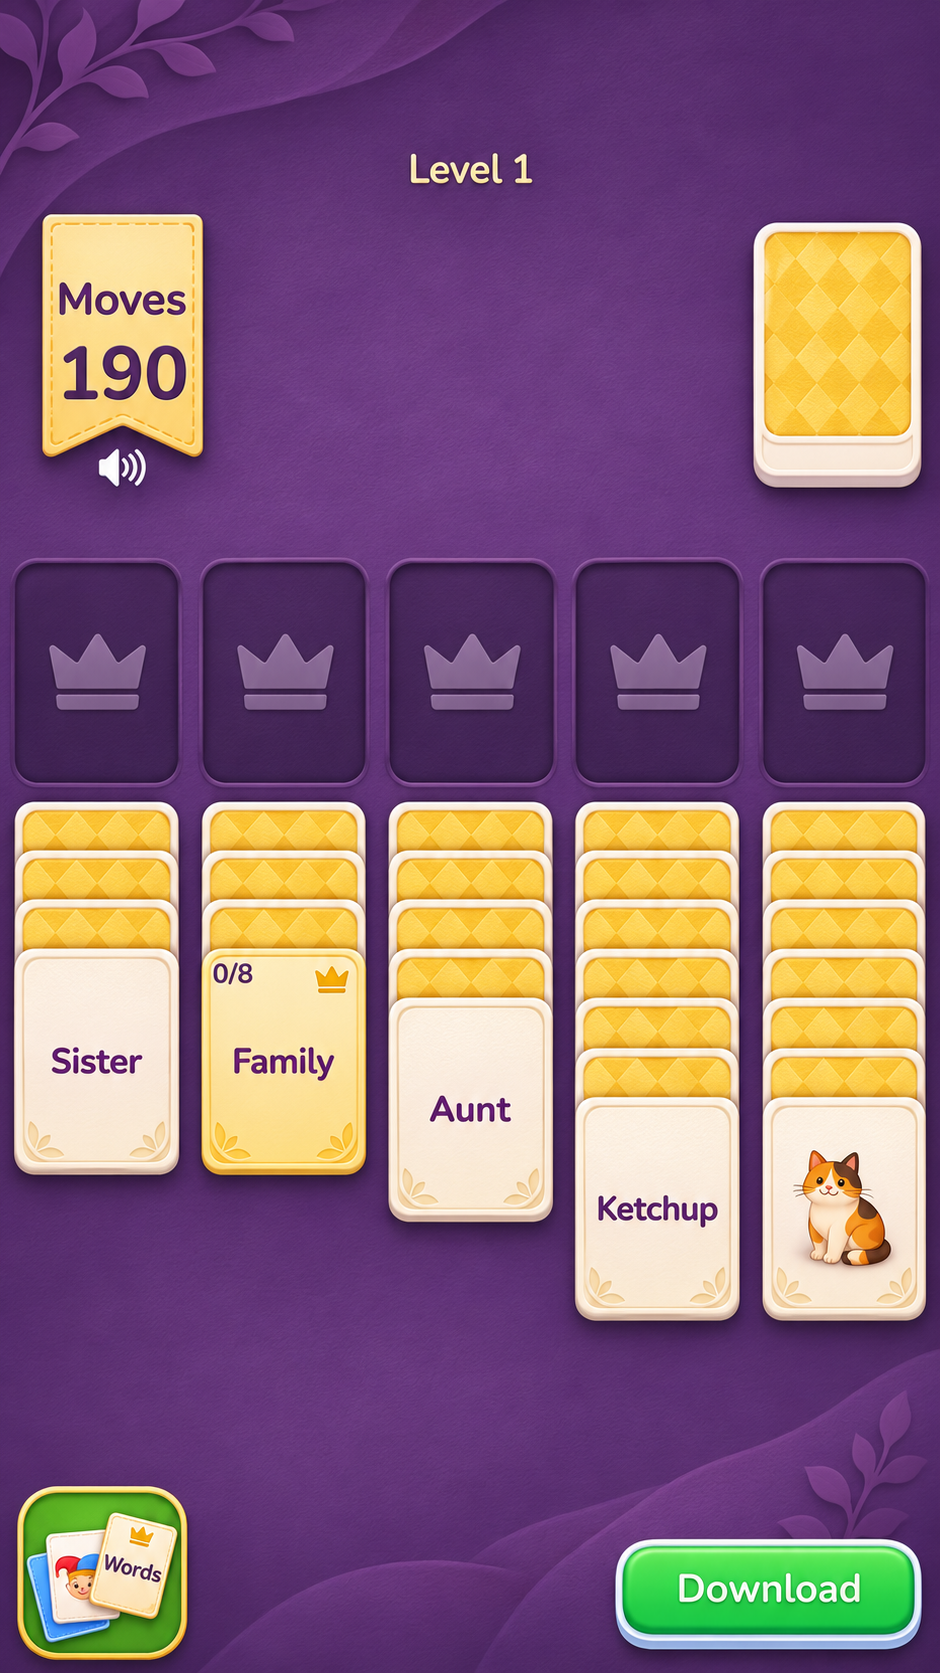 Level 1
Moves
190
0/8
Sister
Family
Aunt
Ketchup
Words
Download